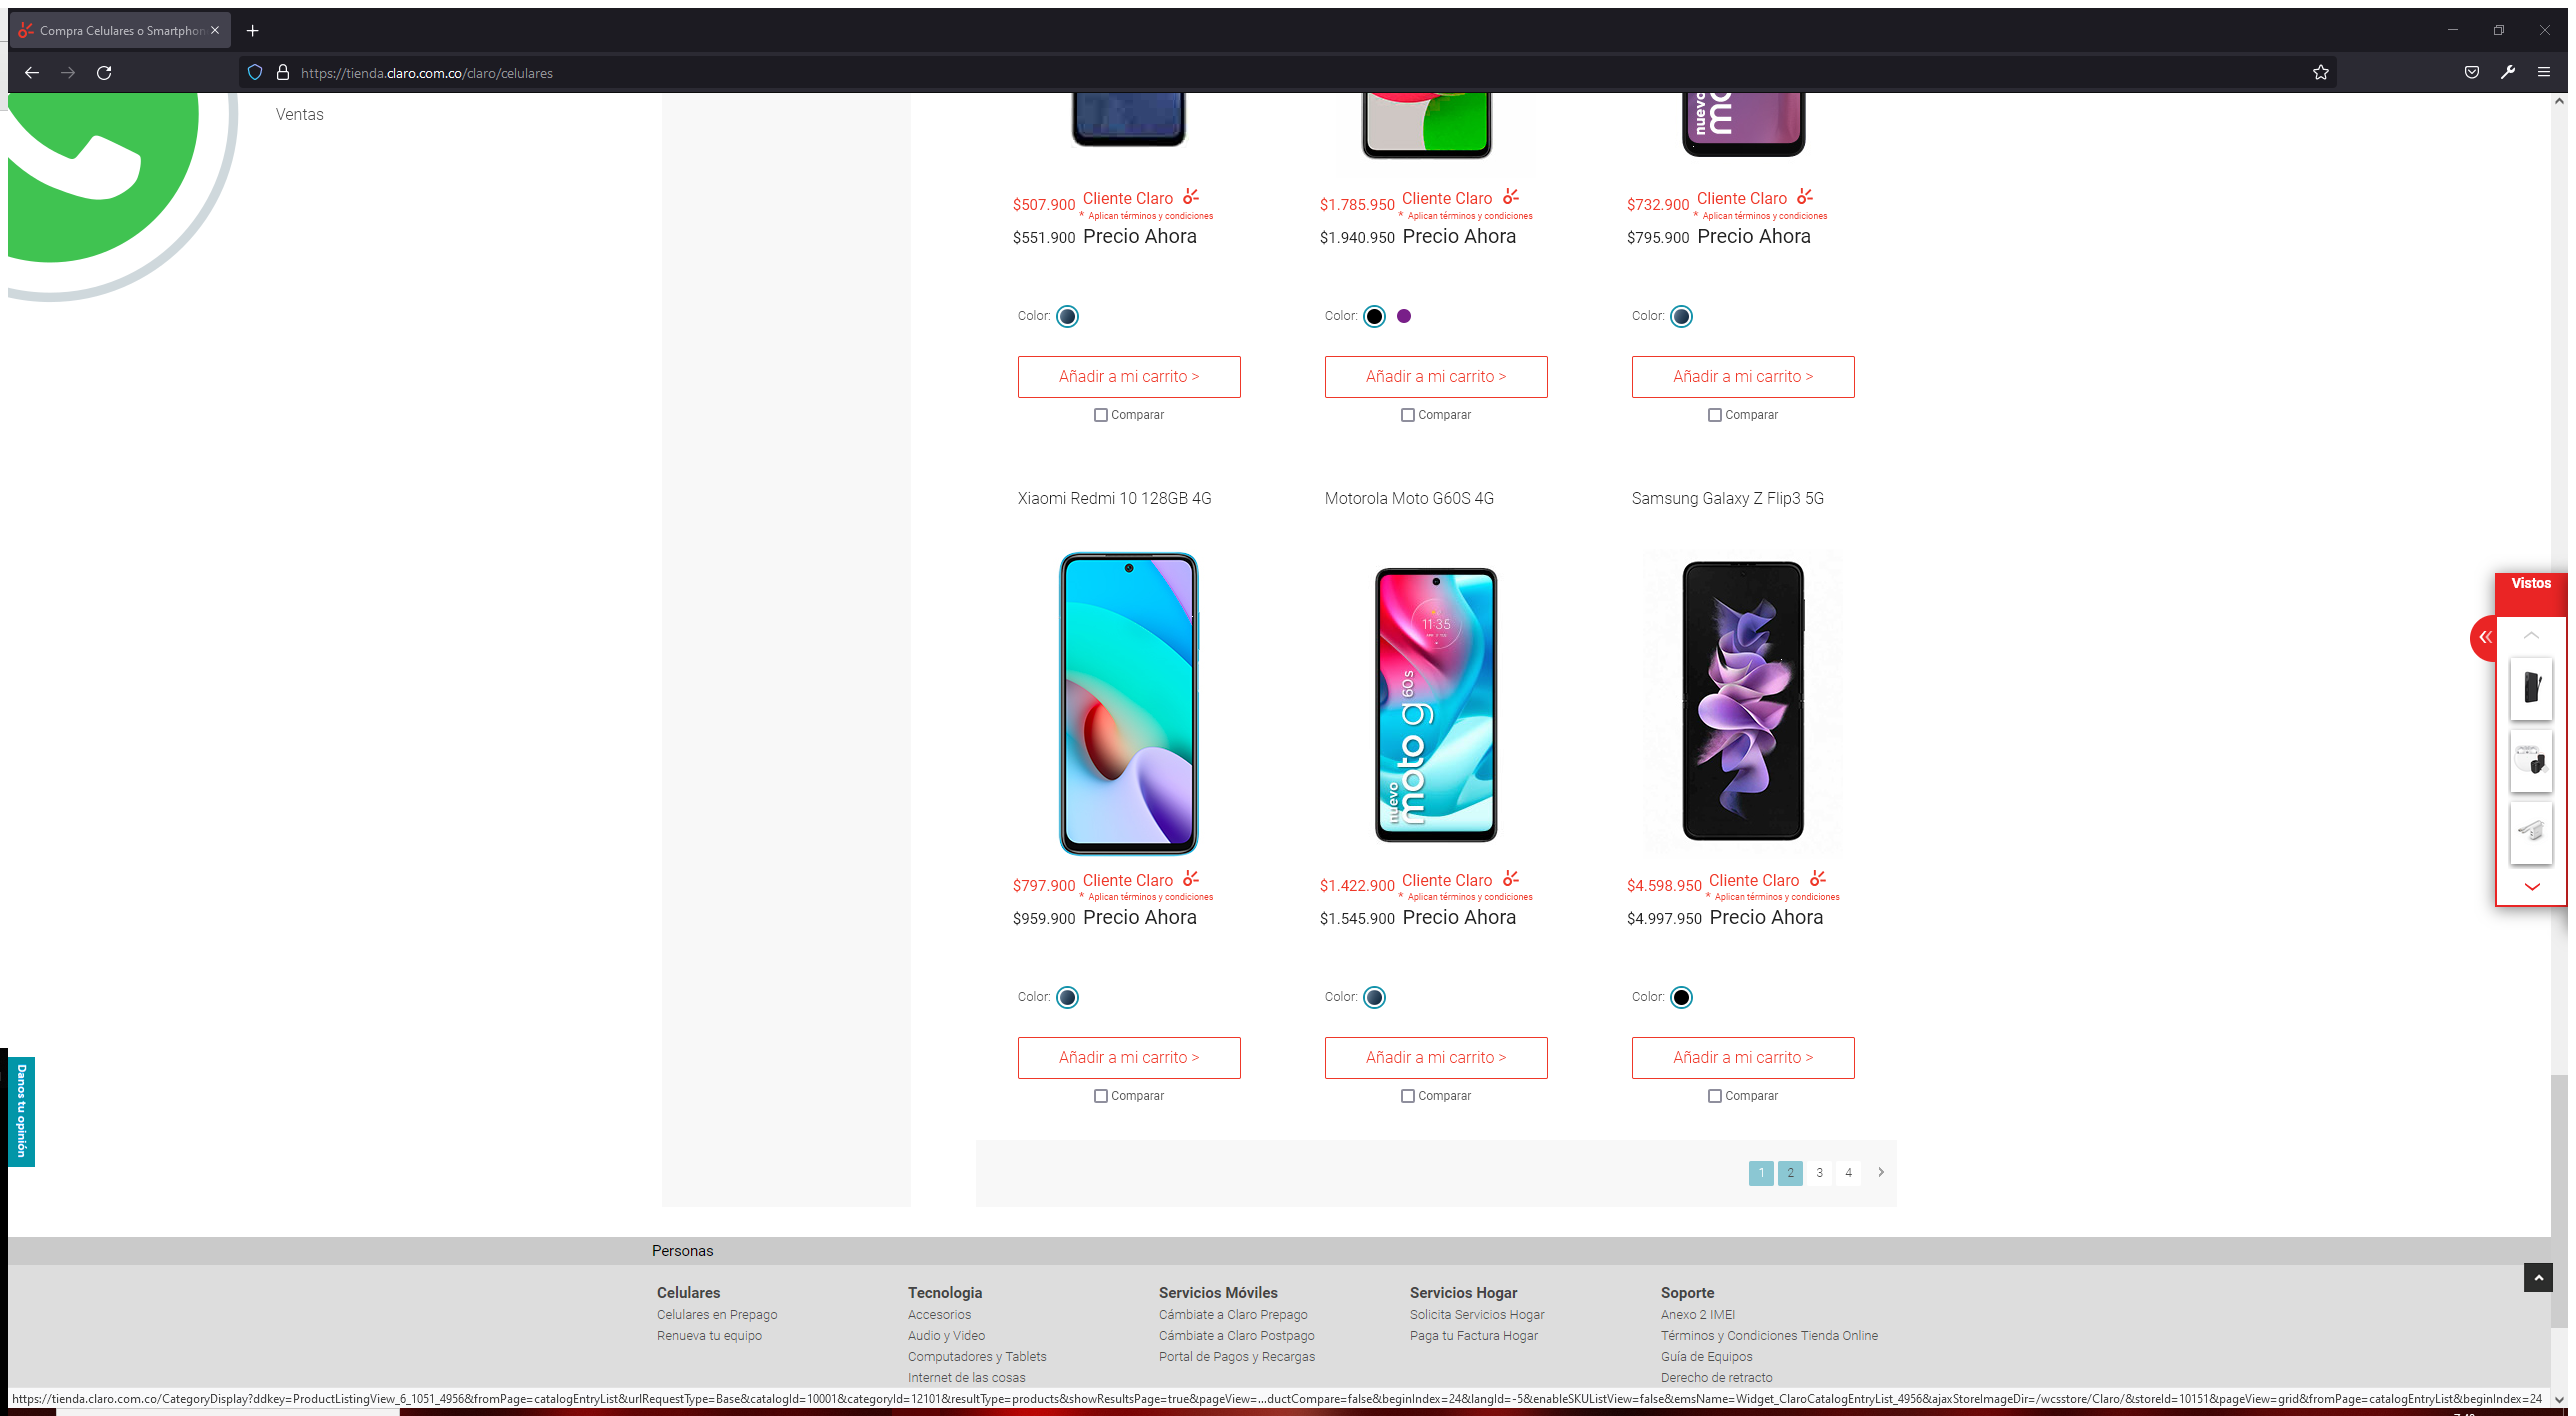 Compra Celulares o Smartphon
https://tienda.claro.com.co/claro/celulares
Ventas
nuevo
$507.900 Cliente Claro
* Aplican términos y condiciones
$551.900 Precio Ahora
$1.785.950 Cliente Claro
* Aplican términos y condiciones
$1.940.950 Precio Ahora
$732.900 Cliente Claro
* Aplican términos y condiciones
$795.900 Precio Ahora
Color:
Color:
Color:
Añadir a mi carrito >
Añadir a mi carrito >
Añadir a mi carrito >
Comparar
Comparar
Comparar
Xiaomi Redmi 10 128GB 4G
Motorola Moto G60S 4G
Samsung Galaxy Z Flip3 5G
11:35
nuevo
moto g 60s
$797.900 Cliente Claro
* Aplican términos y condiciones
$959.900 Precio Ahora
$1.422.900 Cliente Claro
* Aplican términos y condiciones
$1.545.900 Precio Ahora
$4.598.950 Cliente Claro
* Aplican términos y condiciones
$4.997.950 Precio Ahora
Color:
Color:
Color:
Añadir a mi carrito >
Añadir a mi carrito >
Añadir a mi carrito >
Comparar
Comparar
Comparar
Vistos
Danos tu opinión
1 2 3 4 >
Personas
Celulares
Celulares en Prepago
Renueva tu equipo
Tecnologia
Accesorios
Audio y Video
Computadores y Tablets
Internet de las cosas
Servicios Móviles
Cámbiate a Claro Prepago
Cámbiate a Claro Postpago
Portal de Pagos y Recargas
Servicios Hogar
Solicita Servicios Hogar
Paga tu Factura Hogar
Soporte
Anexo 2 IMEI
Términos y Condiciones Tienda Online
Guía de Equipos
Derecho de retracto
https://tienda.claro.com.co/CategoryDisplay?ddkey=ProductListingView_6_1051_4956&fromPage=catalogEntryList&urlRequestType=Base&catalogId=10001&categoryId=12101&resultType=products&showResultsPage=true&pageView=...ductCompare=false&beginIndex=24&langId=-5&enableSKUListView=false&emsName=Widget_ClaroCatalogEntryList_4956&ajaxStoreImageDir=/wcsstore/Claro/&storeId=10151&pageView=grid&fromPage=catalogEntryList&beginIndex=24